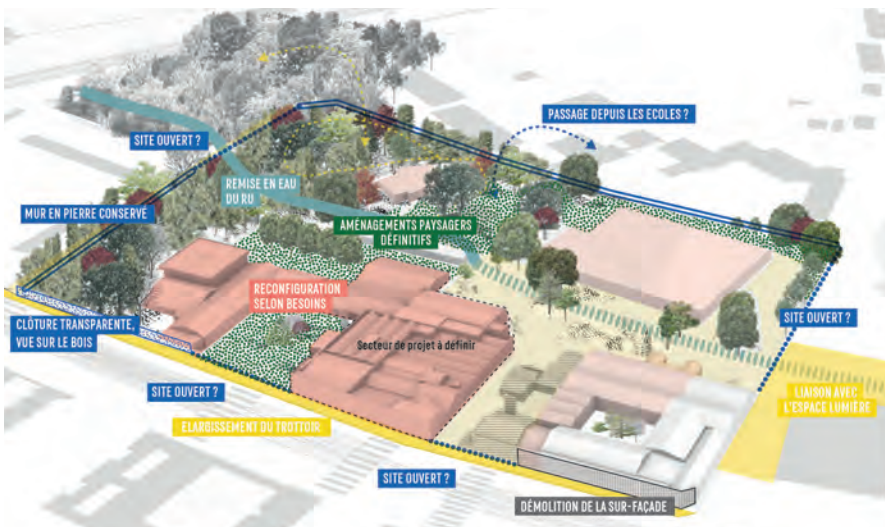 PASSAGE DEPUIS LES ECOLES ?
SITE OUVERT ?
REMISE EN EAU
DU RU
MUR EN PIERRE CONSERVÉ
AMÉNAGEMENTS PAYSAGERS
DÉFINITIFS
RECONFIGURATION
SELON BESOINS
CLÔTURE TRANSPARENTE,
VUE SUR LE BOIS
SITE OUVERT ?
Secteur de projet à définir
SITE OUVERT ?
LIAISON AVEC
L'ESPACE LUMIÈRE
ELARGISSEMENT DU TROTTOIR
SITE OUVERT ?
DÉMOLITION DE LA SUR-FAÇADE